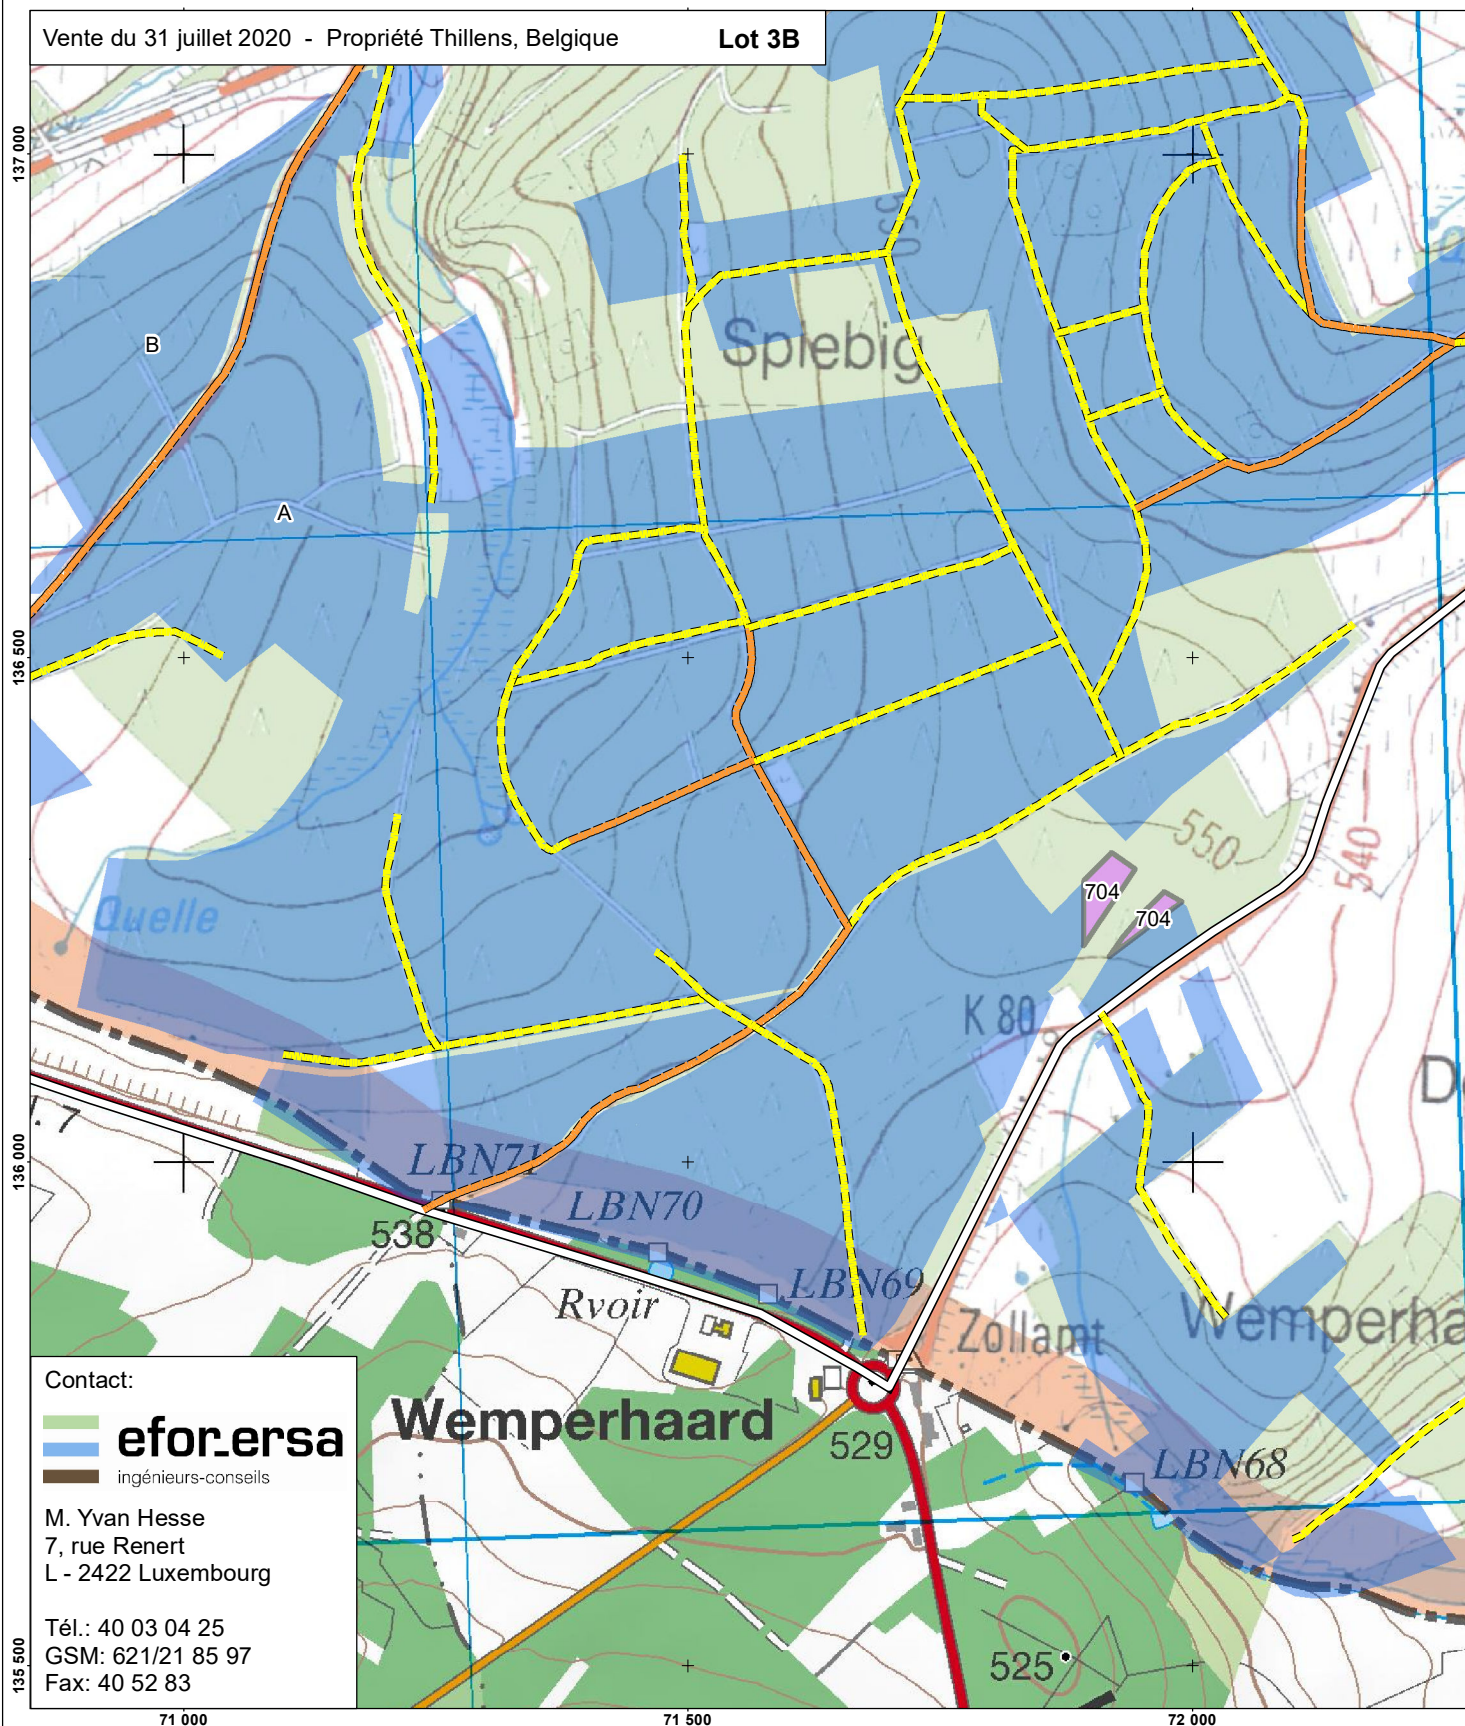 Vente du 31 juillet 2020 - Propriété Thillens, Belgique Lot 3B
137 000
650
B
Spiebig
A
136 500
550
540
704
704
Quelle
K 80
136 000
LBN71
LBN70
538
LBN69
Rvoir
Zollamt
Wemperha
Contact:
efor_ersa
ingénieurs-conseils
M. Yvan Hesse
7, rue Renert
L - 2422 Luxembourg
Tél.: 40 03 04 25
GSM: 621/21 85 97
Fax: 40 52 83
Wemperhaard
529
LBN68
525
135 500
71 000
71 500
72 000